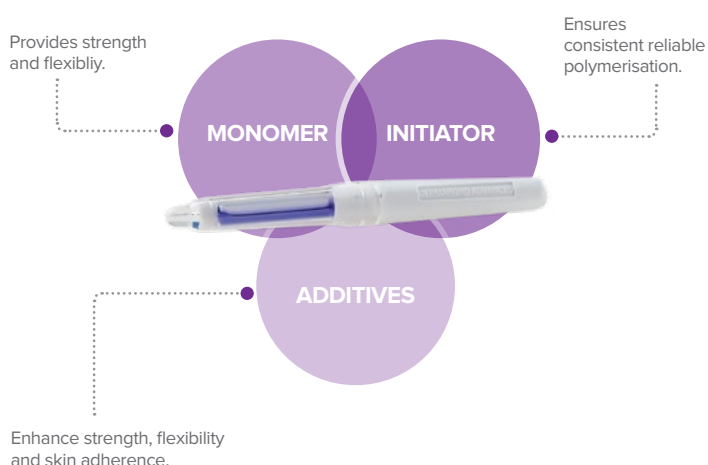 Ensures
consistent reliable
polymerisation.
Provides strength
and flexibliy.
MONOMER
INITIATOR
ADDITIVES
Enhance strength, flexibility
and skin adherence.